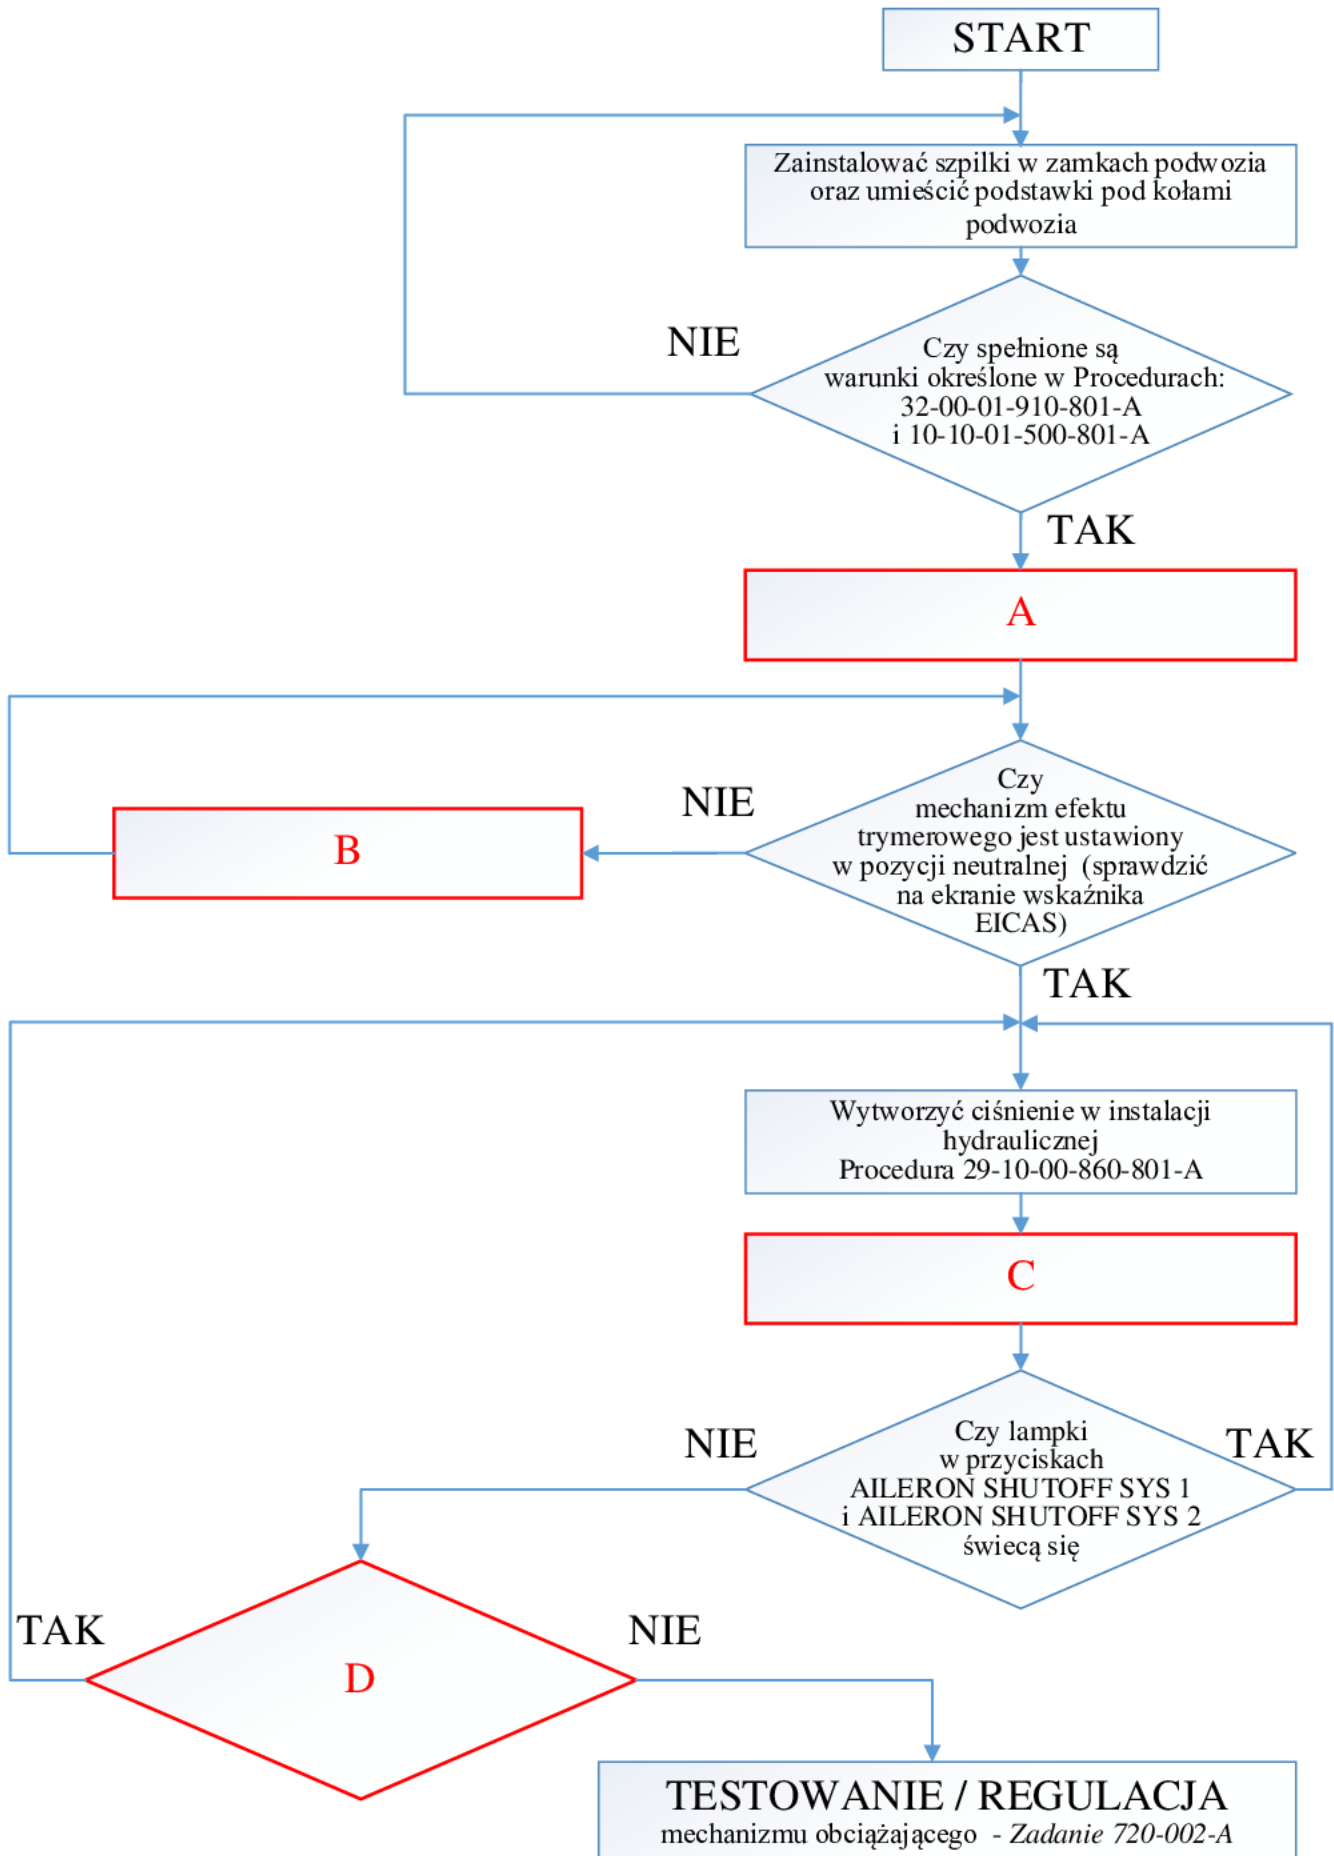 START
Zainstalować szpilki w zamkach podwozia
oraz umieścić podstawki pod kołami
podwozia
NIE
Czy spełnione są
warunki określone w Procedurach:
32-00-01-910-801-A
i 10-10-01-500-801-A
TAK
A
NIE
B
Czy
mechanizm efektu
trymerowego jest ustawiony
w pozycji neutralnej (sprawdzić
na ekranie wskaźnika
EICAS)
TAK
Wytworzyć ciśnienie w instalacji
hydraulicznej
Procedura 29-10-00-860-801-A
C
NIE
Czy lampki
w przyciskach
AILERON SHUTOFF SYS 1
i AILERON SHUTOFF SYS 2
świecą się
TAK
TAK
D
NIE
TESTOWANIE / REGULACJA
mechanizmu obciążającego - Zadanie 720-002-A